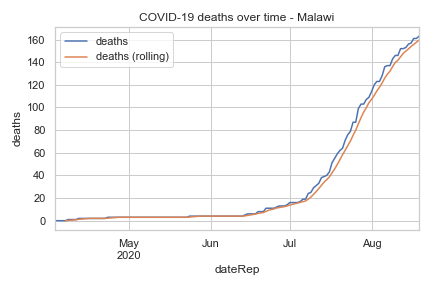 COVID-19 deaths over time - Malawi
deaths
deaths (rolling)
deaths
160
140
120
100
80
60
40
20
0
May Jun Jul Aug
2020
dateRep